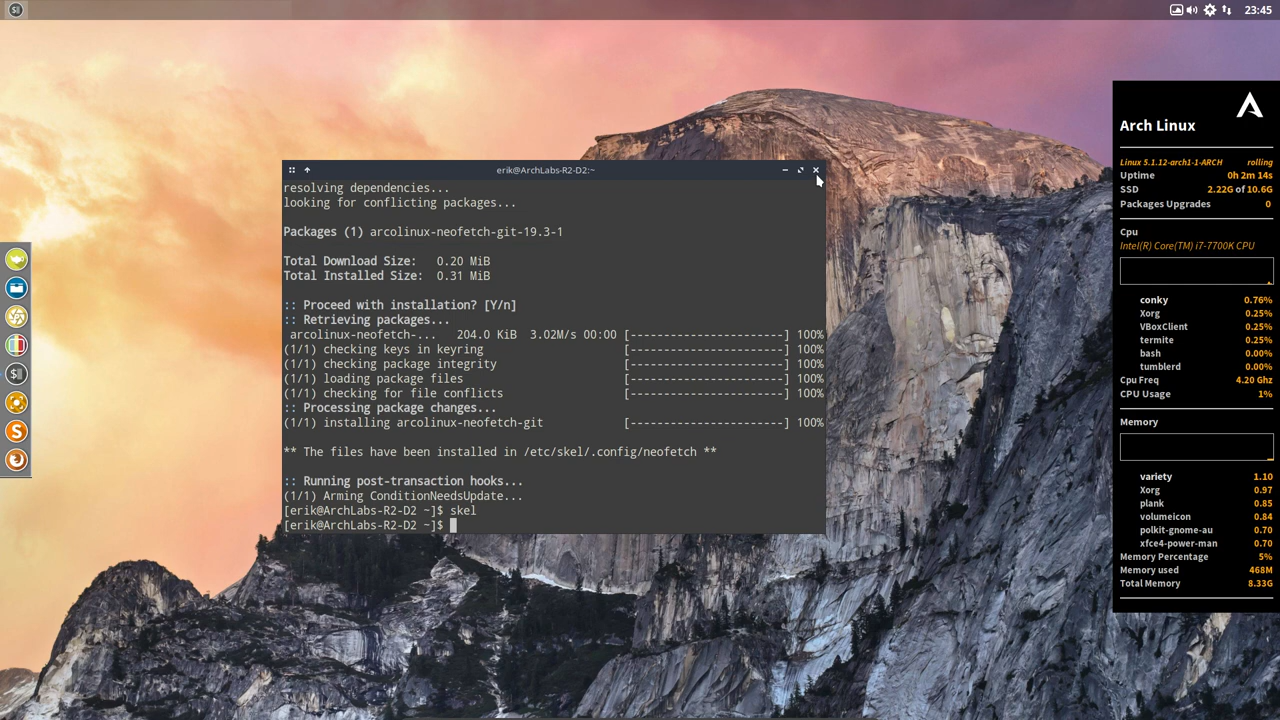 23:45
erik@ArchLabs-R2-D2:~
resolving dependencies...
looking for conflicting packages...
Packages (1) arcolinux-neofetch-git-19.3-1
Total Download Size:   0.20 MiB
Total Installed Size:  0.31 MiB
:: Proceed with installation? [Y/n]
:: Retrieving packages...
arcolinux-neofetch-...   204.0 KiB  3.02M/s 00:00 [-----------------------] 100%
(1/1) checking keys in keyring                     [-----------------------] 100%
(1/1) checking package integrity                   [-----------------------] 100%
(1/1) loading package files                        [-----------------------] 100%
(1/1) checking for file conflicts                  [-----------------------] 100%
:: Processing package changes...
(1/1) installing arcolinux-neofetch-git            [-----------------------] 100%
** The files have been installed in /etc/skel/.config/neofetch **
:: Running post-transaction hooks...
(1/1) Arming ConditionNeedsUpdate...
[erik@ArchLabs-R2-D2 ~]$ skel
[erik@ArchLabs-R2-D2 ~]$
Arch Linux
Linux 5.1.12-arch1-1-ARCH rolling
Uptime 0h 2m 14s
SSD 2.22G of 10.6G
Packages Upgrades 0
Cpu
Intel(R) Core(TM) i7-7700K CPU
conky 0.76%
Xorg 0.25%
VBoxClient 0.25%
termite 0.25%
bash 0.00%
tumblerd 0.00%
Cpu Freq 4.20 Ghz
CPU Usage 1%
Memory
variety 1.10
Xorg 0.97
plank 0.85
volumeicon 0.84
polkit-gnome-au 0.70
xfce4-power-man 0.70
Memory Percentage 5%
Memory used 468M
Total Memory 8.33G